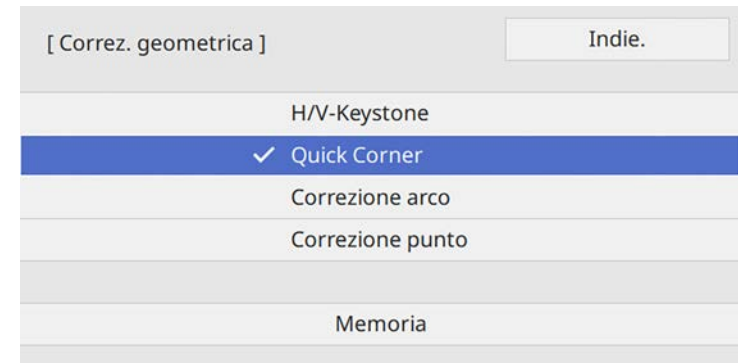 [ Correz. geometrica ]
Indie.
H/V-Keystone
✓ Quick Corner
Correzione arco
Correzione punto
Memoria